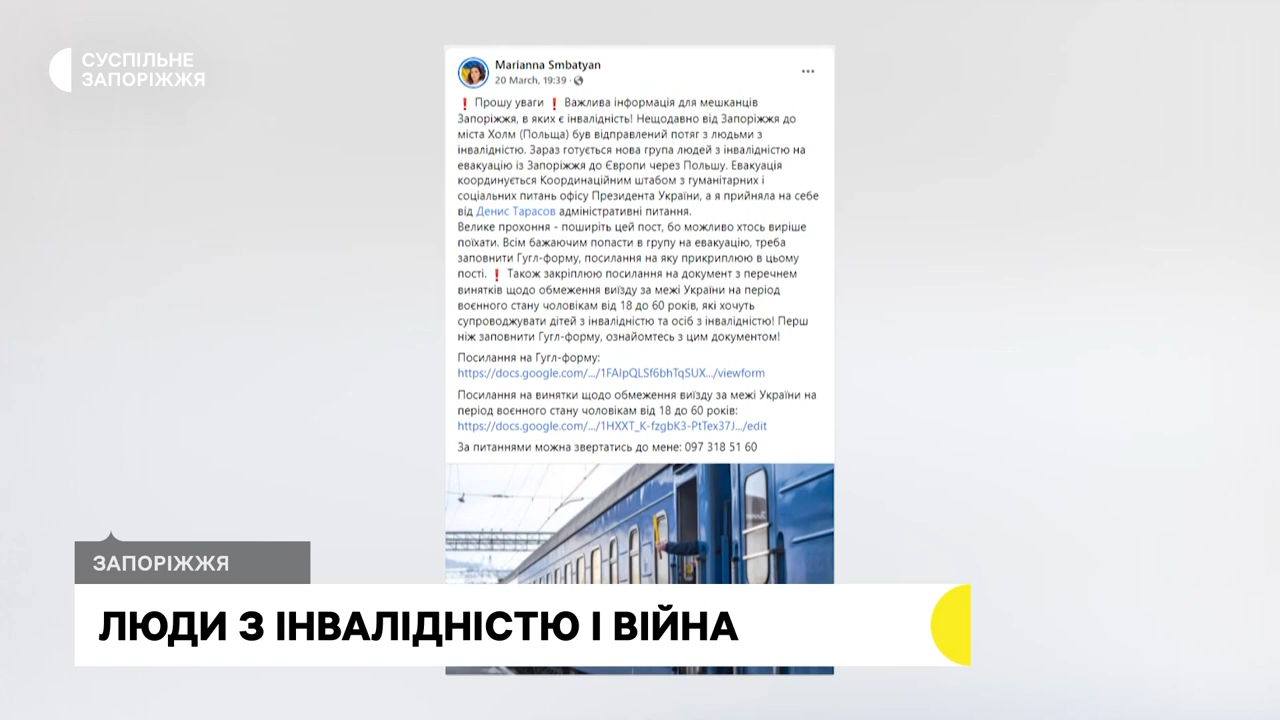 СУСПІЛЬНЕ
ЗАПОРІЖЖЯ
Marianna Smbatyan
20 March, 19:39 ·
❗ Прошу уваги ❗ Важлива інформація для мешканців
Запоріжжя, в яких є інвалідність! Нещодавно від Запоріжжя до
міста Холм (Польща) був відправлений потяг з людьми з
інвалідністю. Зараз готується нова група людей з інвалідністю на
евакуацію із Запоріжжя до Європи через Польшу. Евакуація
координується Координаційним штабом з гуманітарних і
соціальних питань офісу Президента України, а я прийняла на себе
від Денис Тарасов адміністративні питання.
Велике прохоння - поширіть цей пост, бо можливо хтось виріше
поїхати. Всім бажаючим попасти в групу на евакуацію, треба
заповнити Гугл-форму, посилання на яку прикриплюю в цьому
пості. ❗ Також закріплюю посилання на документ з перечнем
винятків щодо обмеження виїзду за межі України на період
воєнного стану чоловікам від 18 до 60 років, які хочуть
супроводжувати дітей з інвалідністю та осіб з інвалідністю! Перш
ніж заповнити Гугл-форму, ознайомтесь з цим документом!
Посилання на Гугл-форму:
https://docs.google.com/.../1FAIpQLSf6bhTqSUX.../viewform
Посилання на винятки щодо обмеження виїзду за межі України на
період воєнного стану чоловікам від 18 до 60 років:
https://docs.google.com/.../1HXXT_K-fzgbK3-PtTex37J.../edit
За питаннями можна звертатись до мене: 097 318 51 60
ЗАПОРІЖЖЯ
ЛЮДИ З ІНВАЛІДНІСТЮ І ВІЙНА